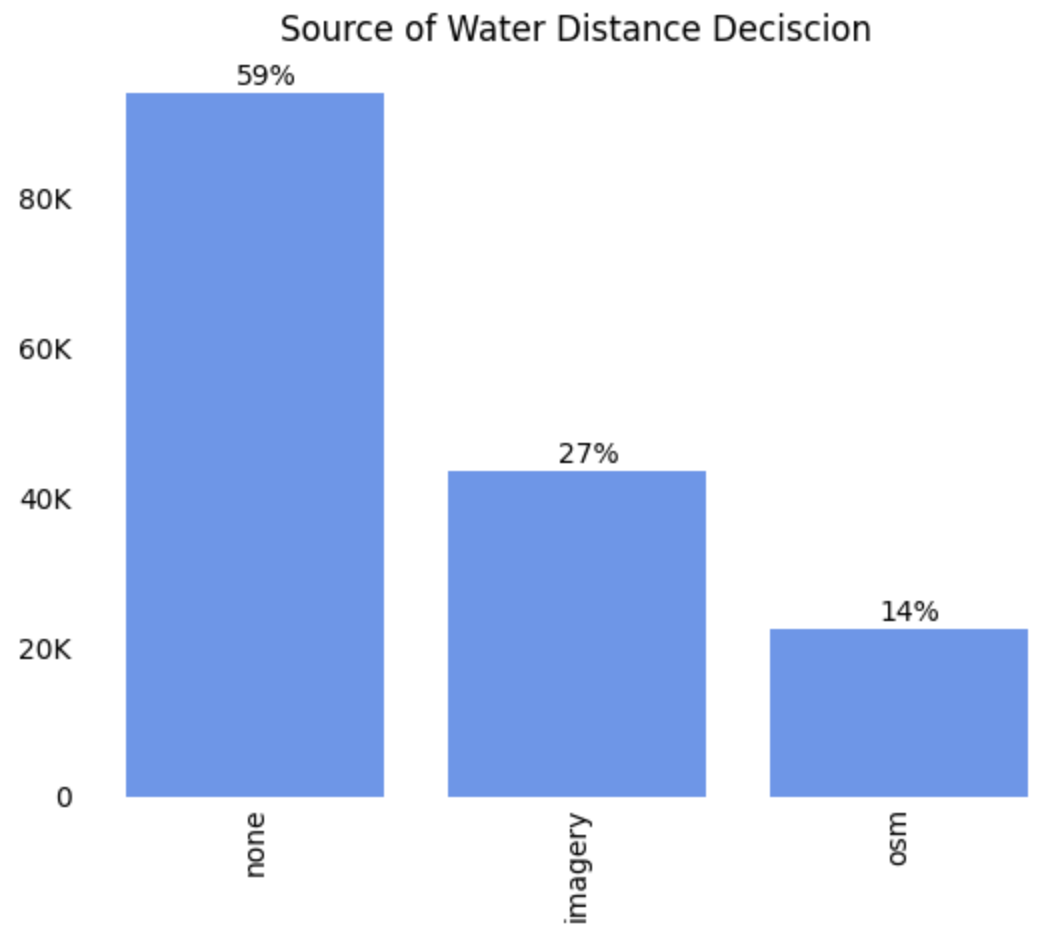 Source of Water Distance Deciscion
59%
80K
60K
27%
40K
14%
20K
0
none
imagery
osm